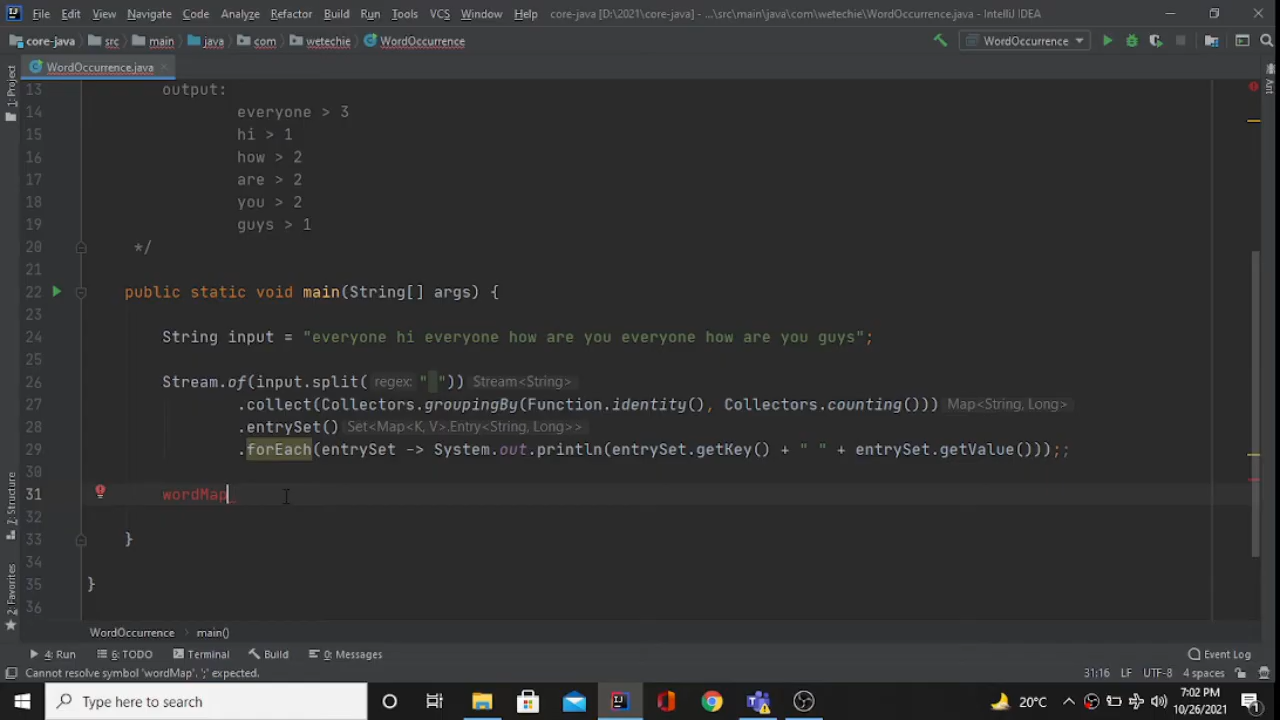 File Edit View Navigate Code Analyze Refactor Build Run Tools VCS Window Help core-java [D:\2021\core-java] - ...\src\main\java\com\wetechie\WordOccurrence.java - IntelliJ IDEA
core-java src main java com wetechie WordOccurrence WordOccurrence
WordOccurrence.java
1: Project
Ant
13 output:
14 everyone > 3
15 hi > 1
16 how > 2
17 are > 2
18 you > 2
19 guys > 1
20 */
21
22 public static void main(String[] args) {
23
24 String input = "everyone hi everyone how are you everyone how are you guys";
25
26 Stream.of(input.split( regex: " ")) Stream<String>
27 .collect(Collectors.groupingBy(Function.identity(), Collectors.counting())) Map<String, Long>
28 .entrySet() Set<Map<K, V>.Entry<String, Long>>
29 .forEach(entrySet -> System.out.println(entrySet.getKey() + " " + entrySet.getValue()));;
30
31 wordMap
32
33 }
34
35 }
36
7: Structure
2: Favorites
WordOccurrence main()
4: Run 6: TODO Terminal Build 0: Messages Event Log
Cannot resolve symbol 'wordMap'. ';' expected. 31:16 LF UTF-8 4 spaces
Type here to search 20°C 7:02 PM
10/26/2021